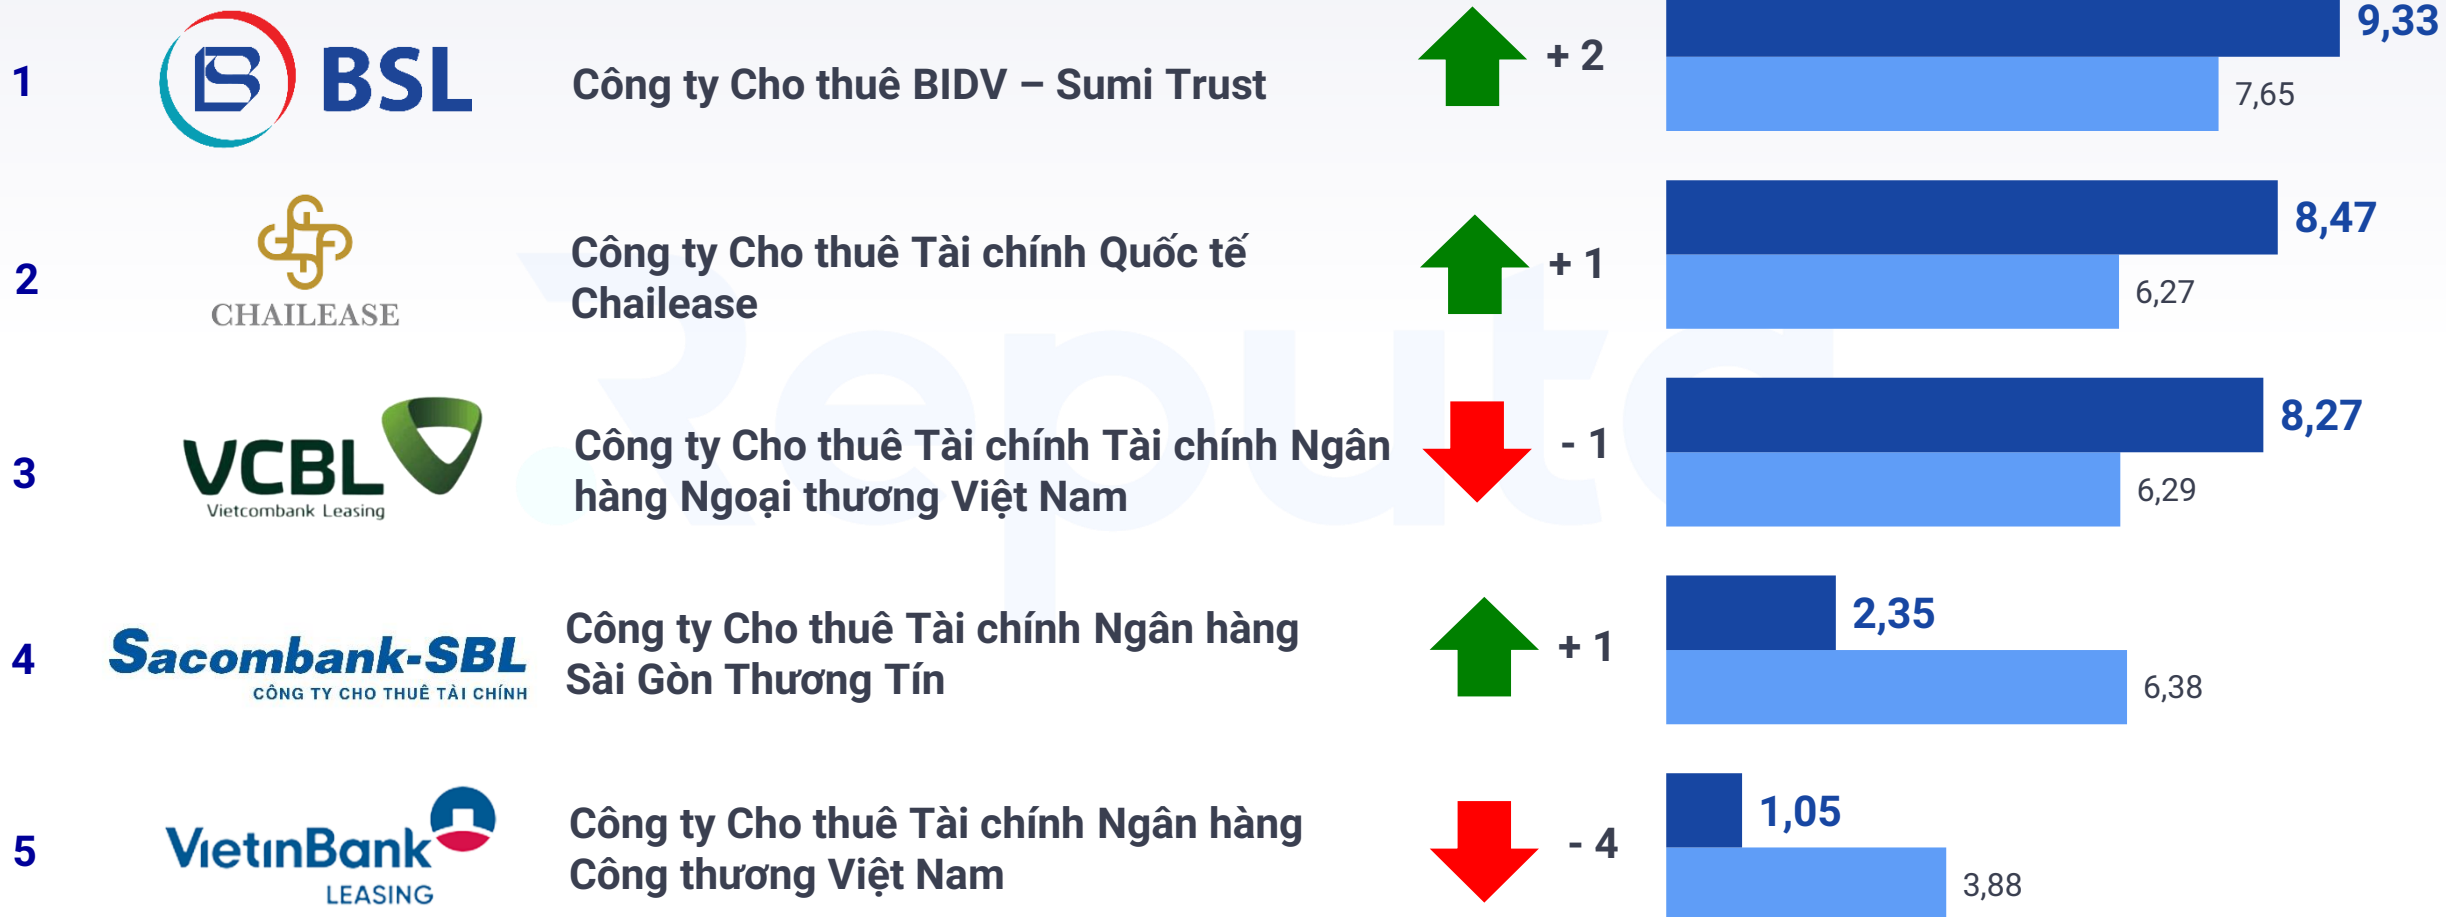 1
BSL
Công ty Cho thuê BIDV – Sumi Trust
+ 2
9,33
7,65
2
CHAILEASE
Công ty Cho thuê Tài chính Quốc tế
Chailease
+ 1
8,47
6,27
3
VCBL
Vietcombank Leasing
Công ty Cho thuê Tài chính Tài chính Ngân
hàng Ngoại thương Việt Nam
- 1
8,27
6,29
4
Sacombank-SBL
CÔNG TY CHO THUÊ TÀI CHÍNH
Công ty Cho thuê Tài chính Ngân hàng
Sài Gòn Thương Tín
+ 1
2,35
6,38
5
VietinBank
LEASING
Công ty Cho thuê Tài chính Ngân hàng
Công thương Việt Nam
- 4
1,05
3,88
Reputa